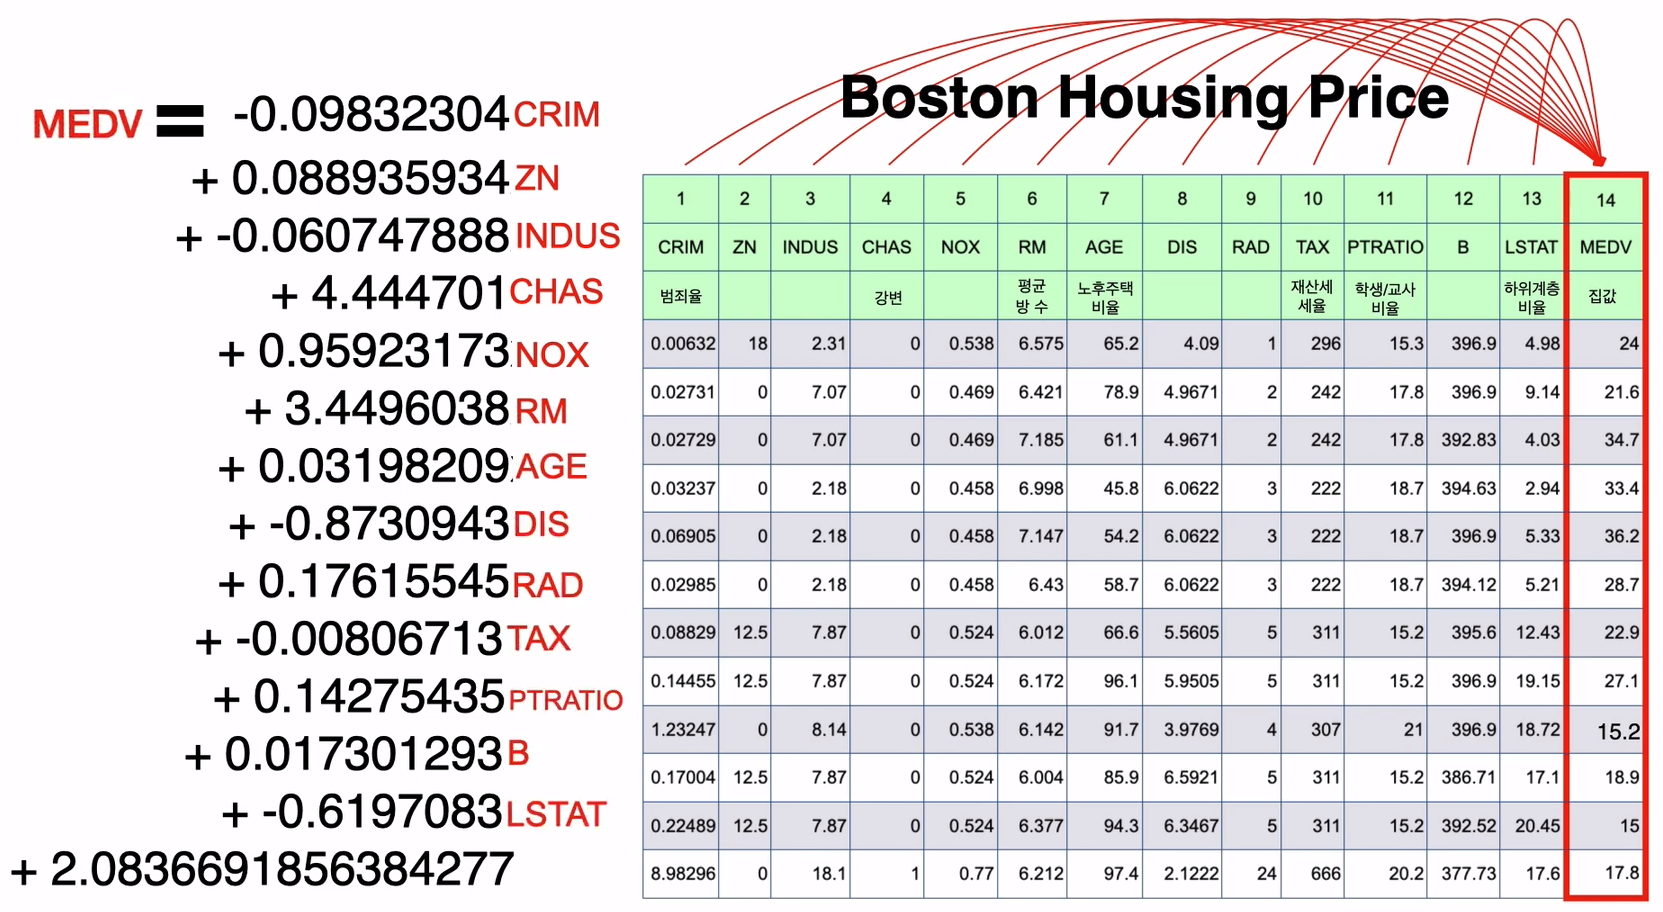 Boston Housing Price
MEDV = -0.09832304CRIM
+ 0.088935934ZN
+ -0.060747888INDUS
+ 4.444701CHAS
+ 0.95923173NOX
+ 3.4496038RM
+ 0.03198209AGE
+ -0.8730943DIS
+ 0.17615545RAD
+ -0.00806713TAX
+ 0.14275435PTRATIO
+ 0.017301293B
+ -0.6197083LSTAT
+ 2.0836691856384277
1 2 3 4 5 6 7 8 9 10 11 12 13 14
CRIM ZN INDUS CHAS NOX RM AGE DIS RAD TAX PTRATIO B LSTAT MEDV
범죄율 강변 평균 방 수 노후주택 비율 재산세 세율 학생/교사 비율 하위계층 비율 집값
0.00632 18 2.31 0 0.538 6.575 65.2 4.09 1 296 15.3 396.9 4.98 24
0.02731 0 7.07 0 0.469 6.421 78.9 4.9671 2 242 17.8 396.9 9.14 21.6
0.02729 0 7.07 0 0.469 7.185 61.1 4.9671 2 242 17.8 392.83 4.03 34.7
0.03237 0 2.18 0 0.458 6.998 45.8 6.0622 3 222 18.7 394.63 2.94 33.4
0.06905 0 2.18 0 0.458 7.147 54.2 6.0622 3 222 18.7 396.9 5.33 36.2
0.02985 0 2.18 0 0.458 6.43 58.7 6.0622 3 222 18.7 394.12 5.21 28.7
0.08829 12.5 7.87 0 0.524 6.012 66.6 5.5605 5 311 15.2 395.6 12.43 22.9
0.14455 12.5 7.87 0 0.524 6.172 96.1 5.9505 5 311 15.2 396.9 19.15 27.1
1.23247 0 8.14 0 0.538 6.142 91.7 3.9769 4 307 21 396.9 18.72 15.2
0.17004 12.5 7.87 0 0.524 6.004 85.9 6.5921 5 311 15.2 386.71 17.1 18.9
0.22489 12.5 7.87 0 0.524 6.377 94.3 6.3467 5 311 15.2 392.52 20.45 15
8.98296 0 18.1 1 0.77 6.212 97.4 2.1222 24 666 20.2 377.73 17.6 17.8